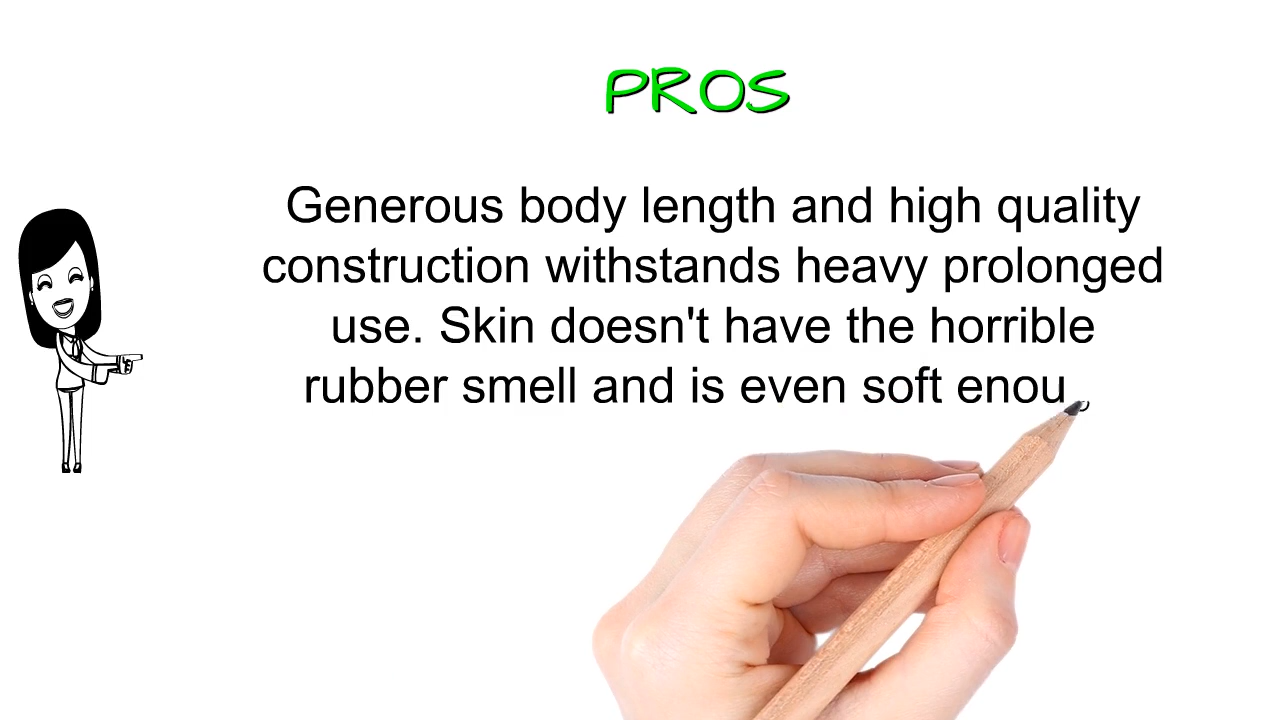 PROS
Generous body length and high quality
construction withstands heavy prolonged
use. Skin doesn't have the horrible
rubber smell and is even soft enou